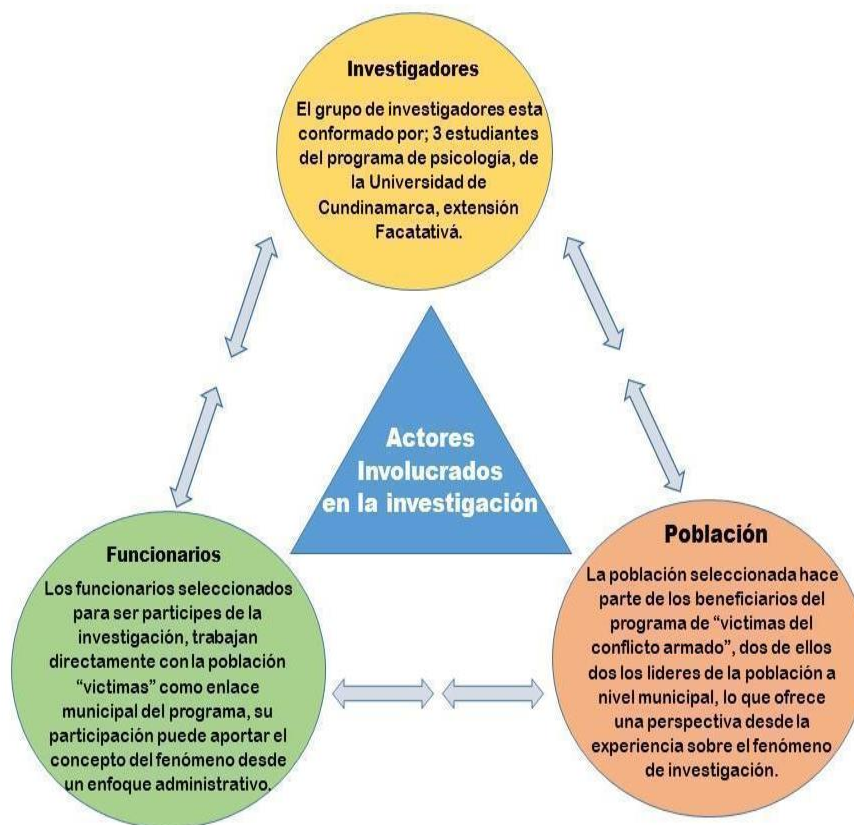 Investigadores
El grupo de investigadores esta
conformado por; 3 estudiantes
del programa de psicología, de
la Universidad de
Cundinamarca, extensión
Facatativá.
Actores
Involucrados
en la investigación
Funcionarios
Los funcionarios seleccionados
para ser participes de la
investigación, trabajan
directamente con la población
“victimas” como enlace
municipal del programa, su
participación puede aportar el
concepto del fenómeno desde
un enfoque administrativo.
Población
La población seleccionada hace
parte de los beneficiarios del
programa de “victimas del
conflicto armado”, dos de ellos
dos los lideres de la población a
nivel municipal, lo que ofrece
una perspectiva desde la
experiencia sobre el fenómeno
de investigación.